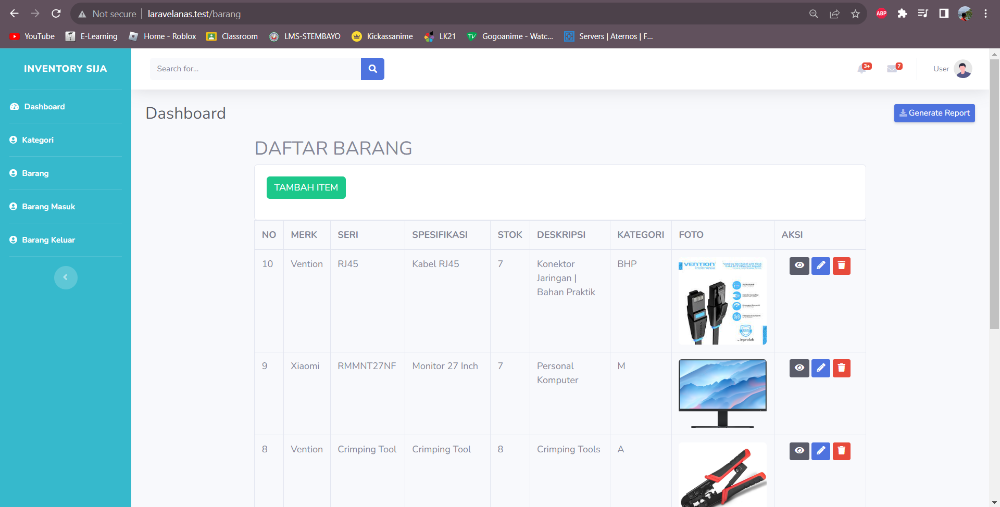 Not secure | laravelanas.test/barang
ABP
YouTube E-Learning Home - Roblox Classroom LMS-STEMBAYO Kickassanime LK21 Gogoanime - Watc... Servers | Aternos | F...
INVENTORY SIJA
Search for...
3+ 7 User
Dashboard
Kategori
Barang
Barang Masuk
Barang Keluar
Dashboard
Generate Report
DAFTAR BARANG
TAMBAH ITEM
NO MERK SERI SPESIFIKASI STOK DESKRIPSI KATEGORI FOTO AKSI
10 Vention RJ45 Kabel RJ45 7 Konektor BHP
Jaringan |
Bahan Praktik
VENTION
Indonesia
inprotek
9 Xiaomi RMMNT27NF Monitor 27 Inch 7 Personal M
Komputer
8 Vention Crimping Tool Crimping Tool 8 Crimping Tools A